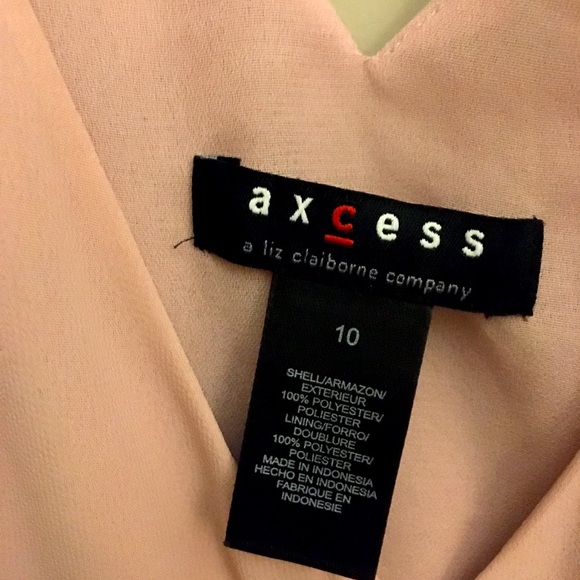 axcess
a liz claiborne company
10
SHELL/ARMAZON/
EXTERIEUR
100% POLYESTER/
POLIESTER
LINING/FORRO/
DOUBLURE
100% POLYESTER/
POLIESTER
MADE IN INDONESIA
HECHO EN INDONESIA
FABRIQUE EN
INDONESIE